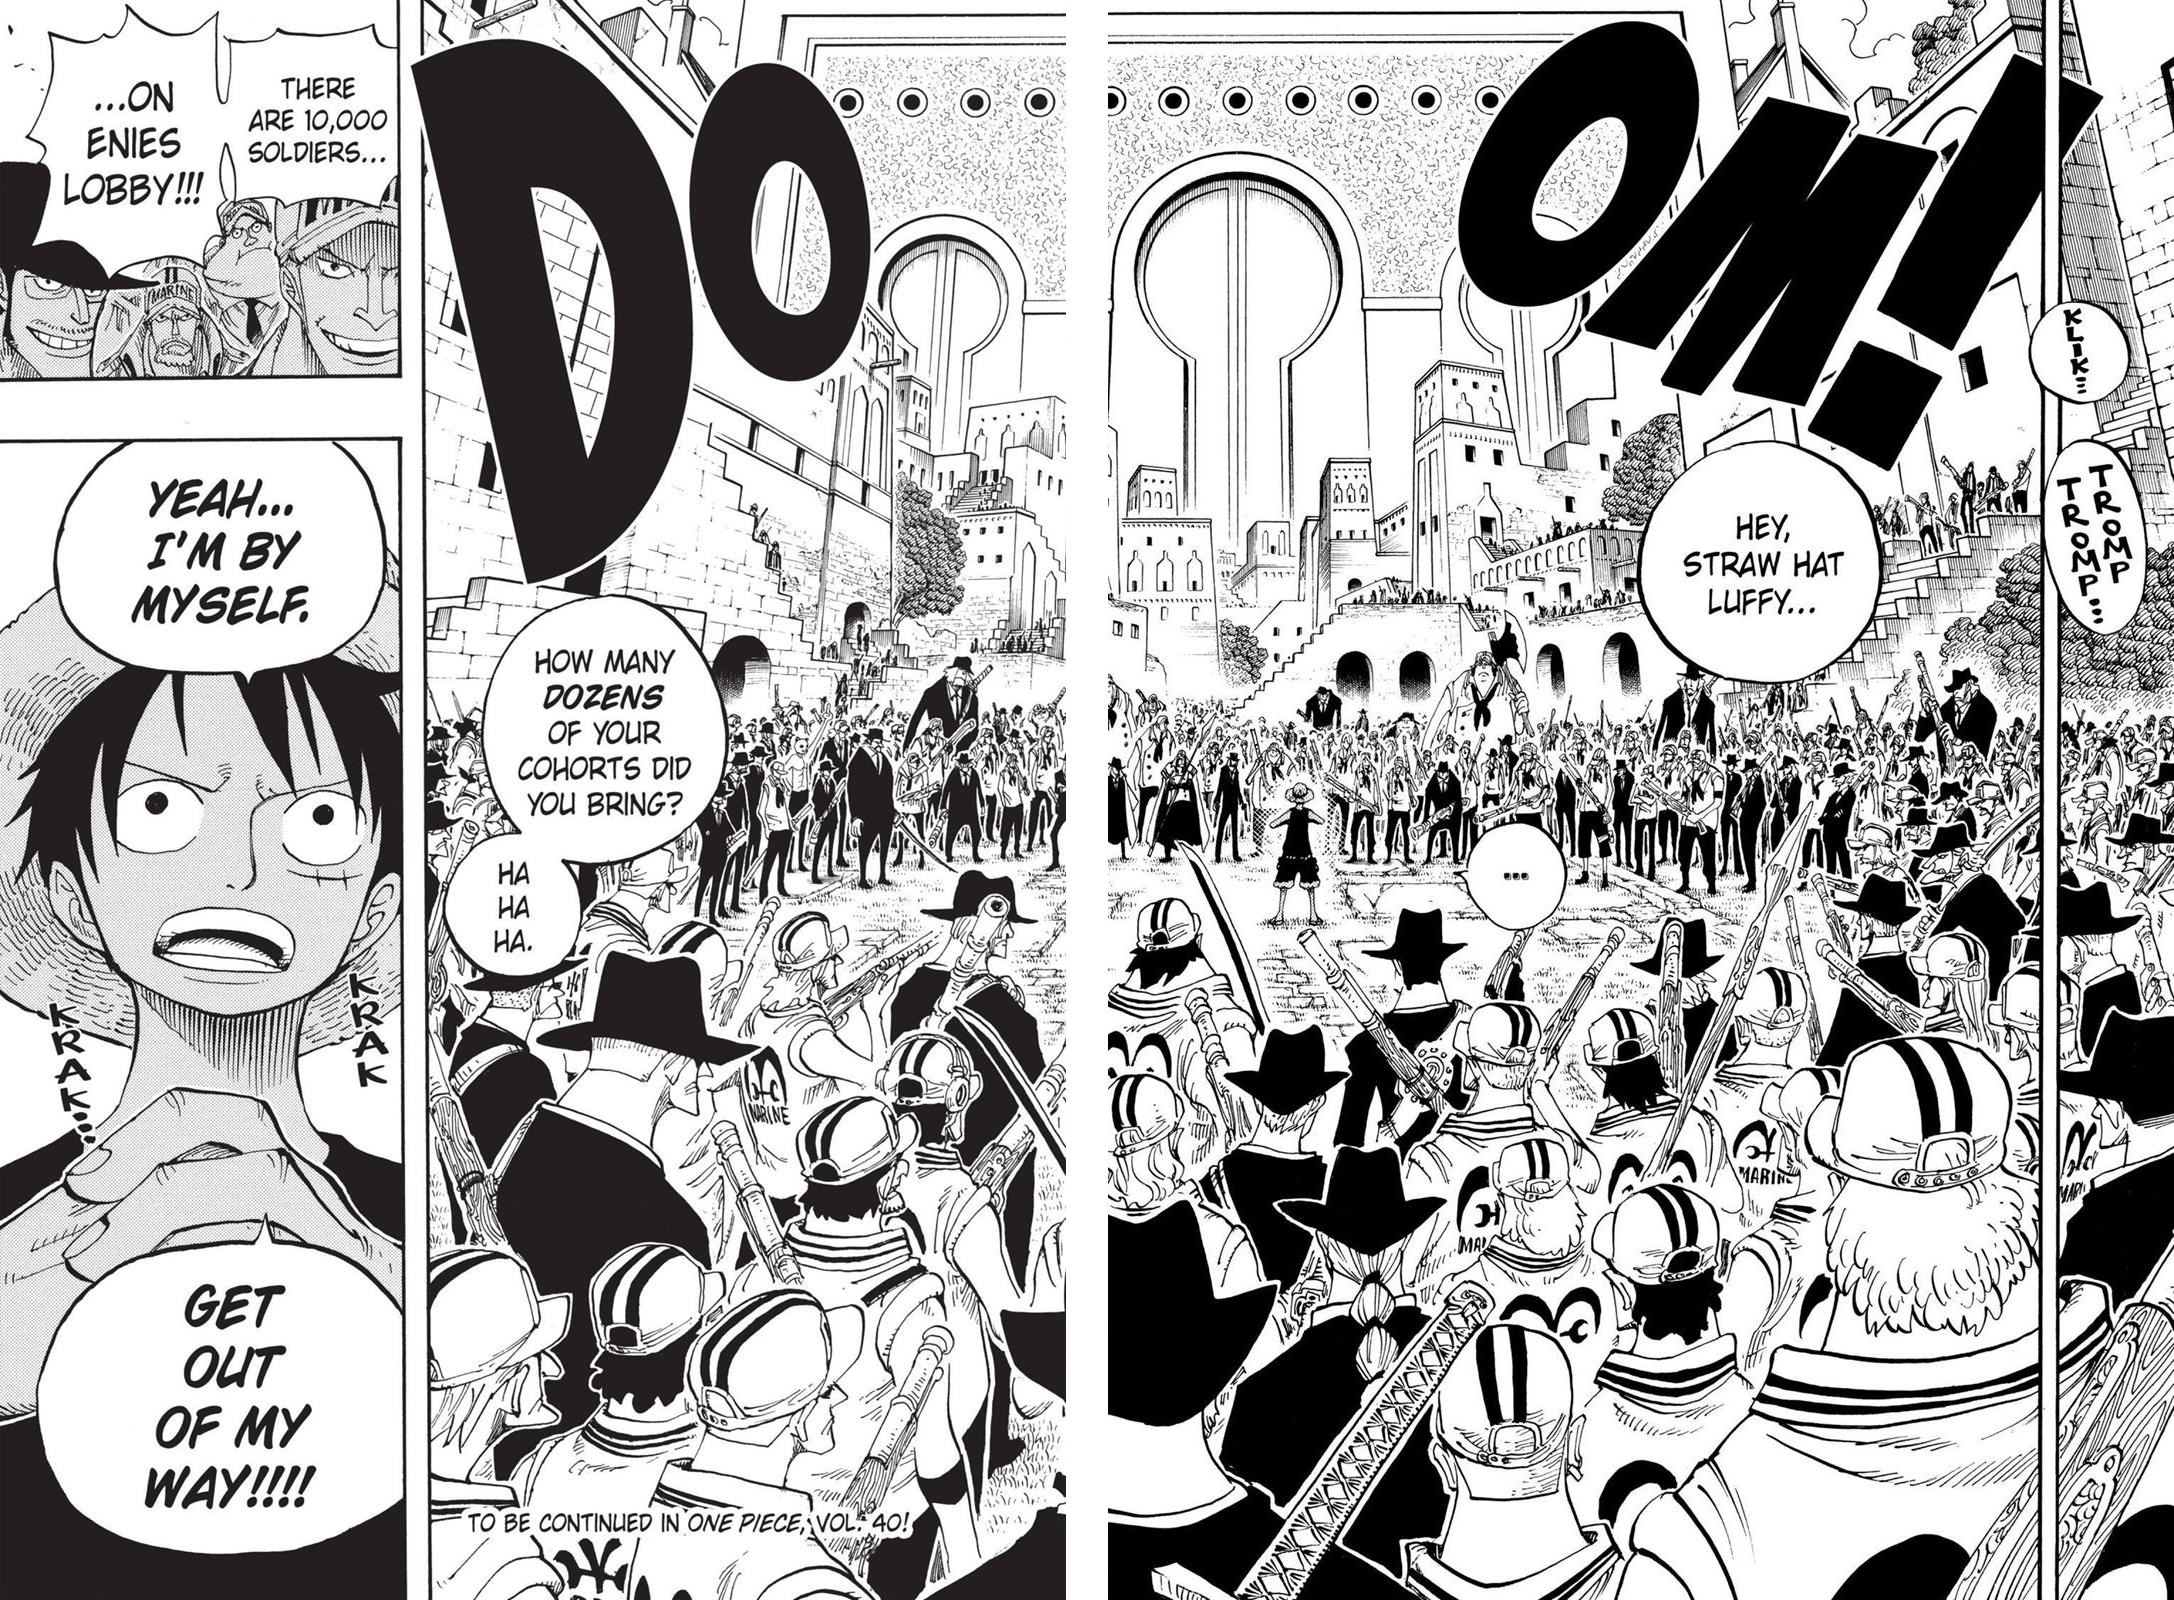 KLIK...
TROMP
TROMP...
DO
OM!
HEY,
STRAW HAT
LUFFY...
...
MARINE
MARINE
HOW MANY
DOZENS
OF YOUR
COHORTS DID
YOU BRING?
HA
HA
HA.
MARINE
THERE
ARE 10,000
SOLDIERS...
...ON
ENIES
LOBBY!!!
MARINE
YEAH...
I'M BY
MYSELF.
KRAK
KRAK...
GET
OUT
OF MY
WAY!!!!
TO BE CONTINUED IN ONE PIECE, VOL. 40!